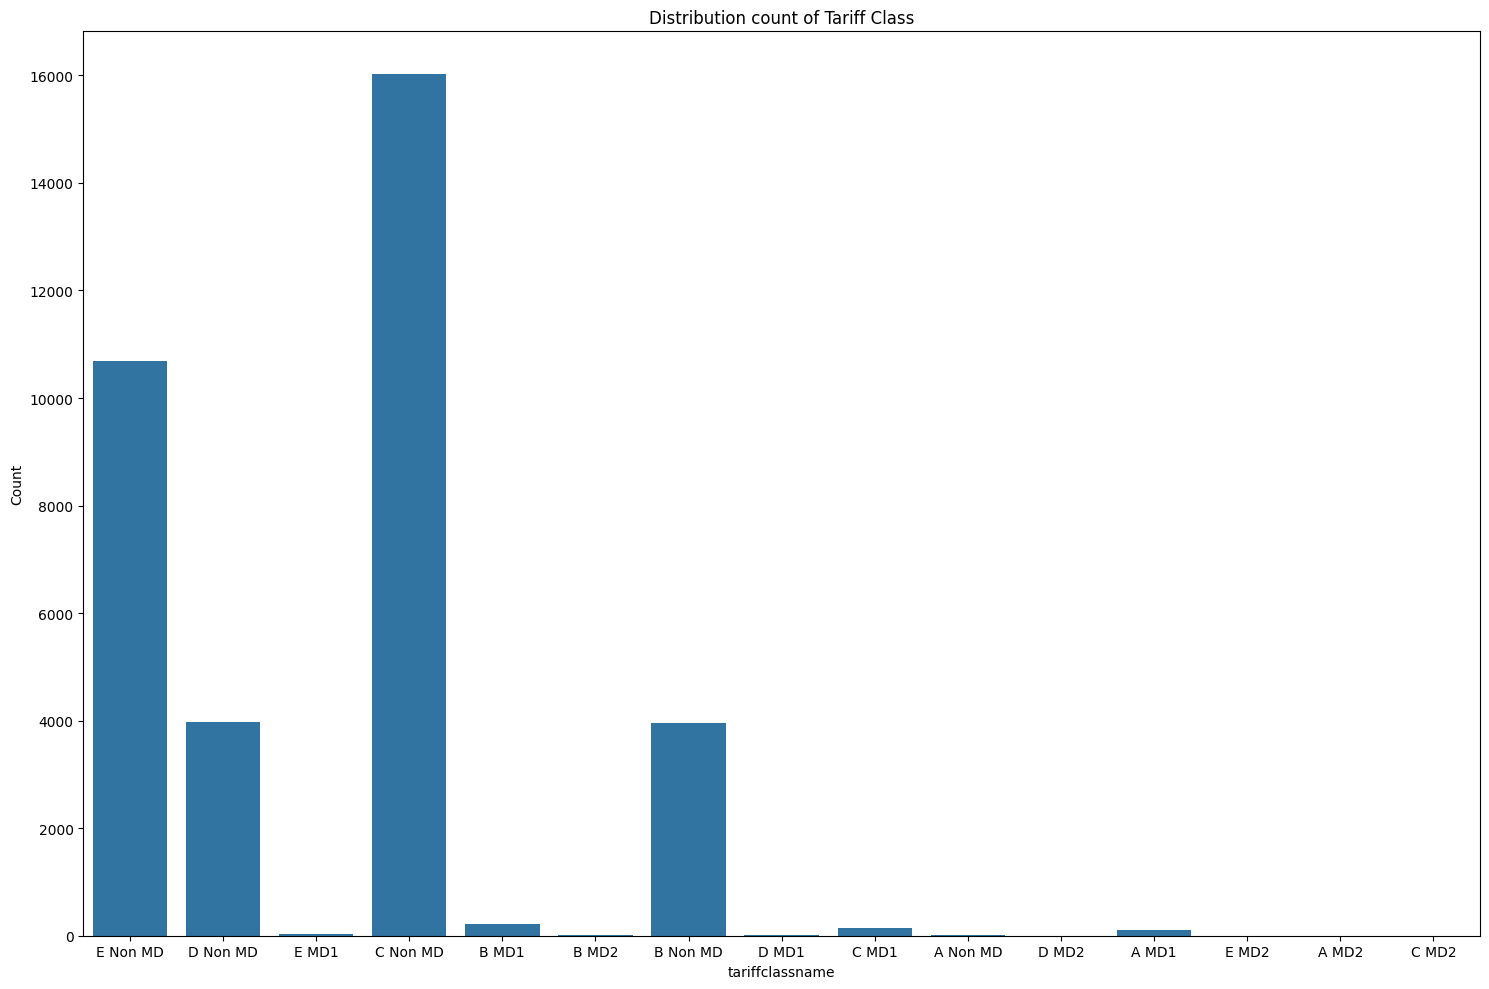 Distribution count of Tariff Class
16000
14000
12000
10000
8000
6000
4000
2000
0
Count
E Non MD D Non MD E MD1 C Non MD B MD1 B MD2 B Non MD D MD1 C MD1 A Non MD D MD2 A MD1 E MD2 A MD2 C MD2
tariffclassname